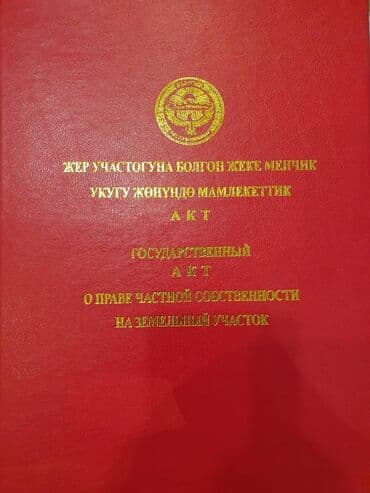 ЖЕР УЧАСТОГУНА БОЛГОН ЖЕКЕ МЕНЧИК
УКУГУ ЖӨНҮНДӨ МАМЛЕКЕТТИК
АКТ
ГОСУДАРСТВЕННЫЙ
АКТ
О ПРАВЕ ЧАСТНОЙ СОБСТВЕННОСТИ
НА ЗЕМЕЛЬНЫЙ УЧАСТОК